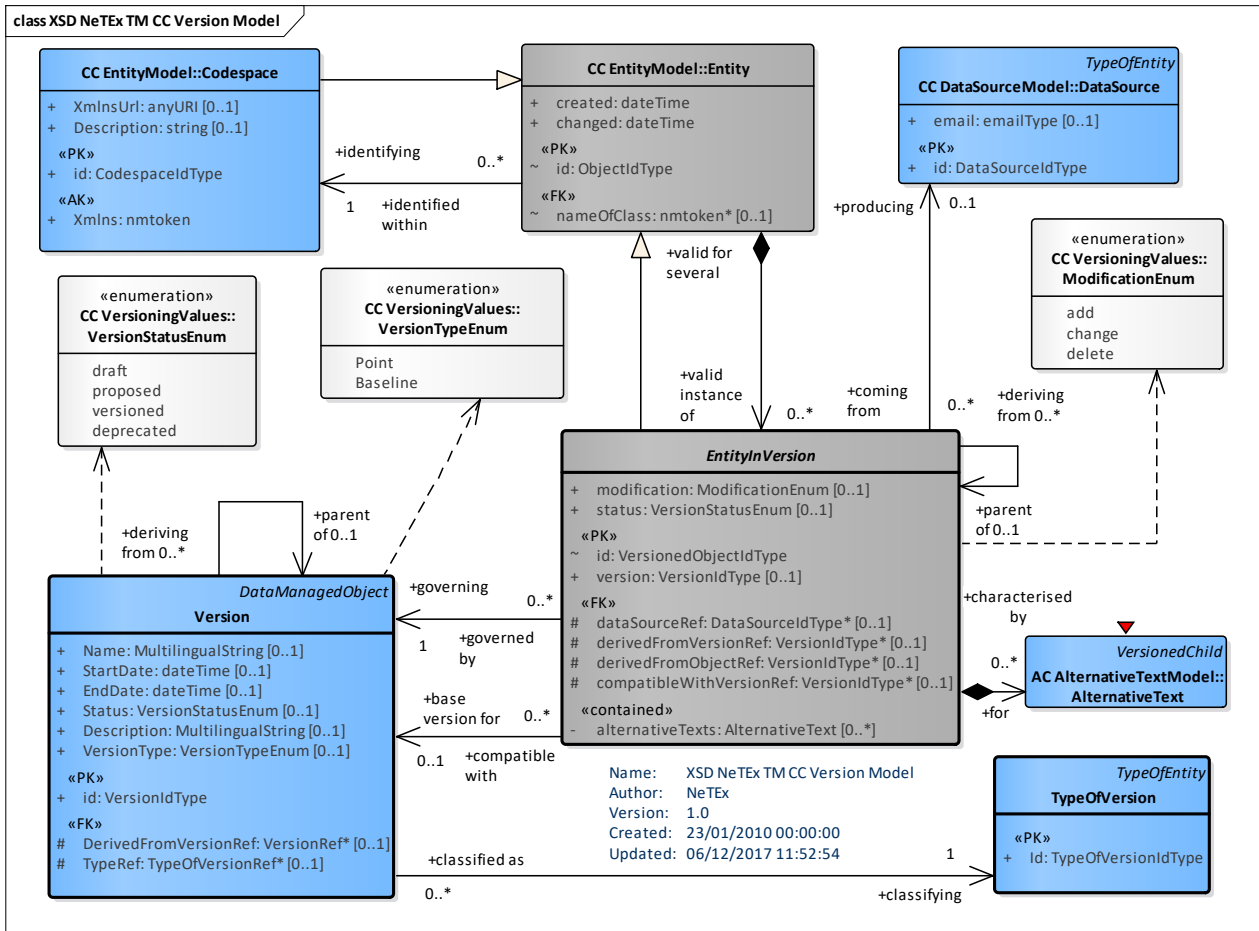 class XSD NeTEx TM CC Version Model
CC EntityModel::Codespace
+ XmlnsUrl: anyURI [0..1]
+ Description: string [0..1]
«PK»
+ id: CodespaceIdType
«AK»
+ Xmlns: nmtoken
CC EntityModel::Entity
+ created: dateTime
+ changed: dateTime
«PK»
~ id: ObjectIdType
«FK»
~ nameOfClass: nmtoken* [0..1]
TypeOfEntity
CC DataSourceModel::DataSource
+ email: emailType [0..1]
«PK»
+ id: DataSourceIdType
+identifying
0..*
1
+identified
within
+producing
0..1
+valid for
several
«enumeration»
CC VersioningValues::
VersionStatusEnum
draft
proposed
versioned
deprecated
«enumeration»
CC VersioningValues::
VersionTypeEnum
Point
Baseline
«enumeration»
CC VersioningValues::
ModificationEnum
add
change
delete
+valid
instance
of
0..*
+coming
from
0..*
+deriving
from 0..*
EntityInVersion
+ modification: ModificationEnum [0..1]
+ status: VersionStatusEnum [0..1]
«PK»
~ id: VersionedObjectIdType
+ version: VersionIdType [0..1]
«FK»
# dataSourceRef: DataSourceIdType* [0..1]
# derivedFromVersionRef: VersionIdType* [0..1]
# derivedFromObjectRef: VersionIdType* [0..1]
# compatibleWithVersionRef: VersionIdType* [0..1]
«contained»
- alternativeTexts: AlternativeText [0..*]
+parent
of 0..1
+deriving
from 0..*
+parent
of 0..1
DataManagedObject
Version
+ Name: MultilingualString [0..1]
+ StartDate: dateTime [0..1]
+ EndDate: dateTime [0..1]
+ Status: VersionStatusEnum [0..1]
+ Description: MultilingualString [0..1]
+ VersionType: VersionTypeEnum [0..1]
«PK»
+ id: VersionIdType
«FK»
# DerivedFromVersionRef: VersionRef* [0..1]
# TypeRef: TypeOfVersionRef* [0..1]
+governing
0..*
1
+governed
by
+base
version for
0..*
0..1
+compatible
with
+characterised
by
0..*
+for
VersionedChild
AC AlternativeTextModel::
AlternativeText
Name: XSD NeTEx TM CC Version Model
Author: NeTEx
Version: 1.0
Created: 23/01/2010 00:00:00
Updated: 06/12/2017 11:52:54
TypeOfEntity
TypeOfVersion
«PK»
+ Id: TypeOfVersionIdType
+classified as
0..*
1
+classifying